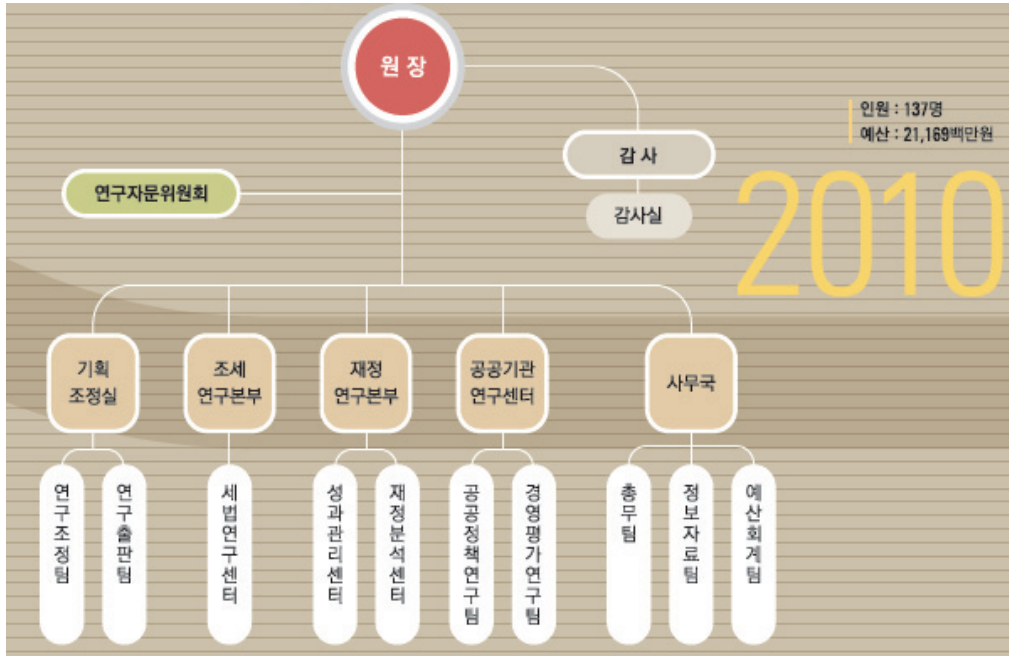 원 장
인원 : 137명
예산 : 21,169백만원
감 사
연구자문위원회
감사실
2010
기획
조정실
조세
연구본부
재정
연구본부
공공기관
연구센터
사무국
연구조정팀
연구출판팀
세법연구센터
성과관리센터
재정분석센터
공공정책연구팀
경영평가연구팀
총무팀
정보자료팀
예산회계팀